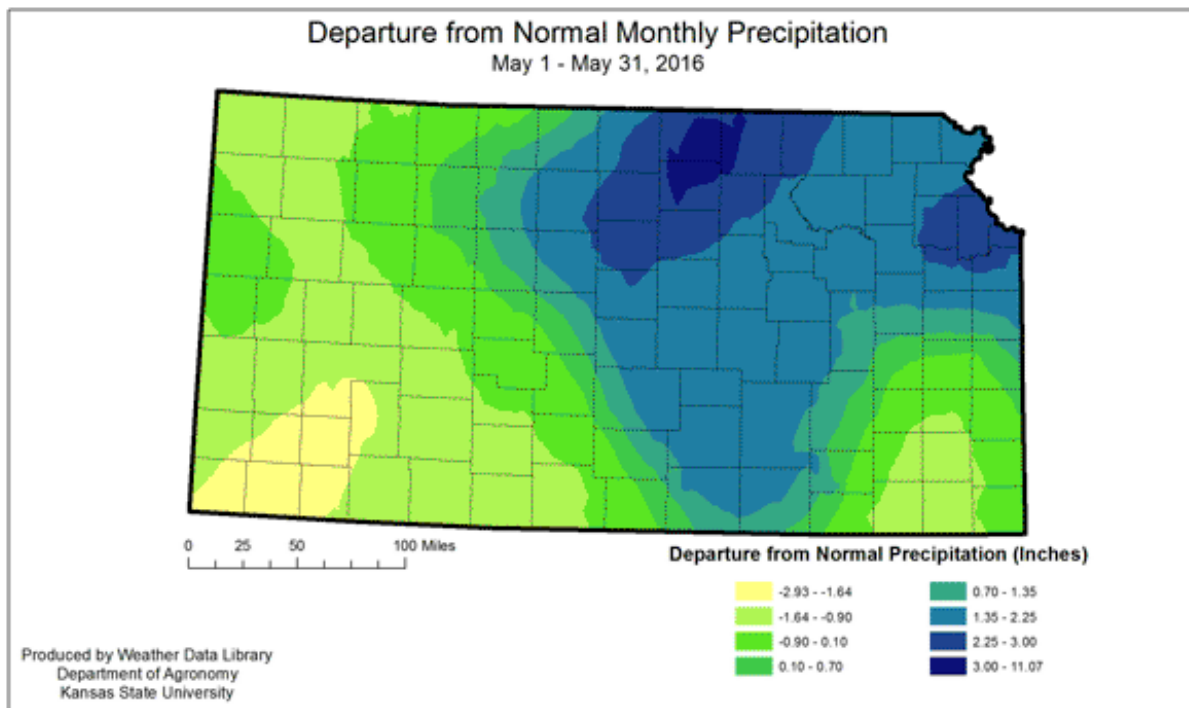 Departure from Normal Monthly Precipitation
May 1 - May 31, 2016
0 25 50 100 Miles
Departure from Normal Precipitation (Inches)
-2.93 - -1.64
-1.64 - -0.90
-0.90 - 0.10
0.10 - 0.70
0.70 - 1.35
1.35 - 2.25
2.25 - 3.00
3.00 - 11.07
Produced by Weather Data Library
Department of Agronomy
Kansas State University